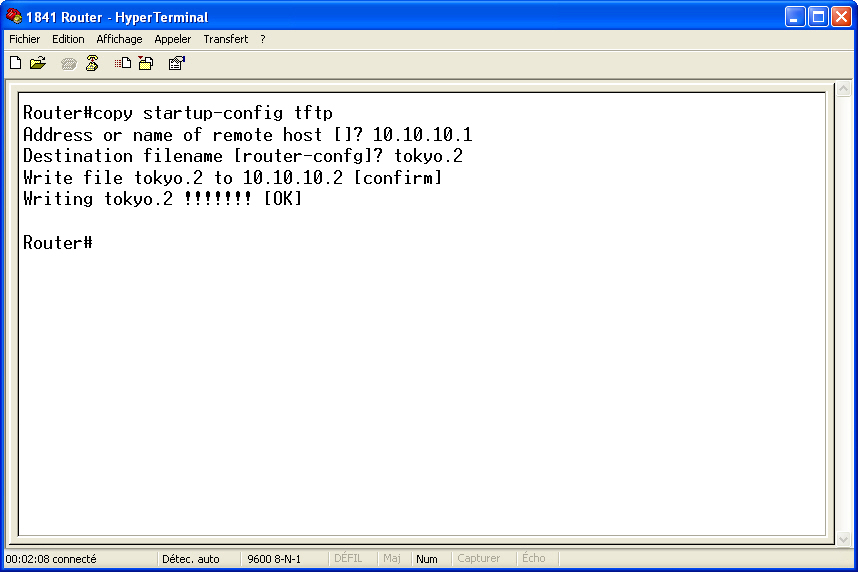 1841 Router - HyperTerminal
Fichier Edition Affichage Appeler Transfert ?
Router#copy startup-config tftp
Address or name of remote host []? 10.10.10.1
Destination filename [router-confg]? tokyo.2
Write file tokyo.2 to 10.10.10.2 [confirm]
Writing tokyo.2 !!!!!!! [OK]
Router#
00:02:08 connecté Détec. auto 9600 8-N-1 DÉFIL Maj Num Capturer Écho